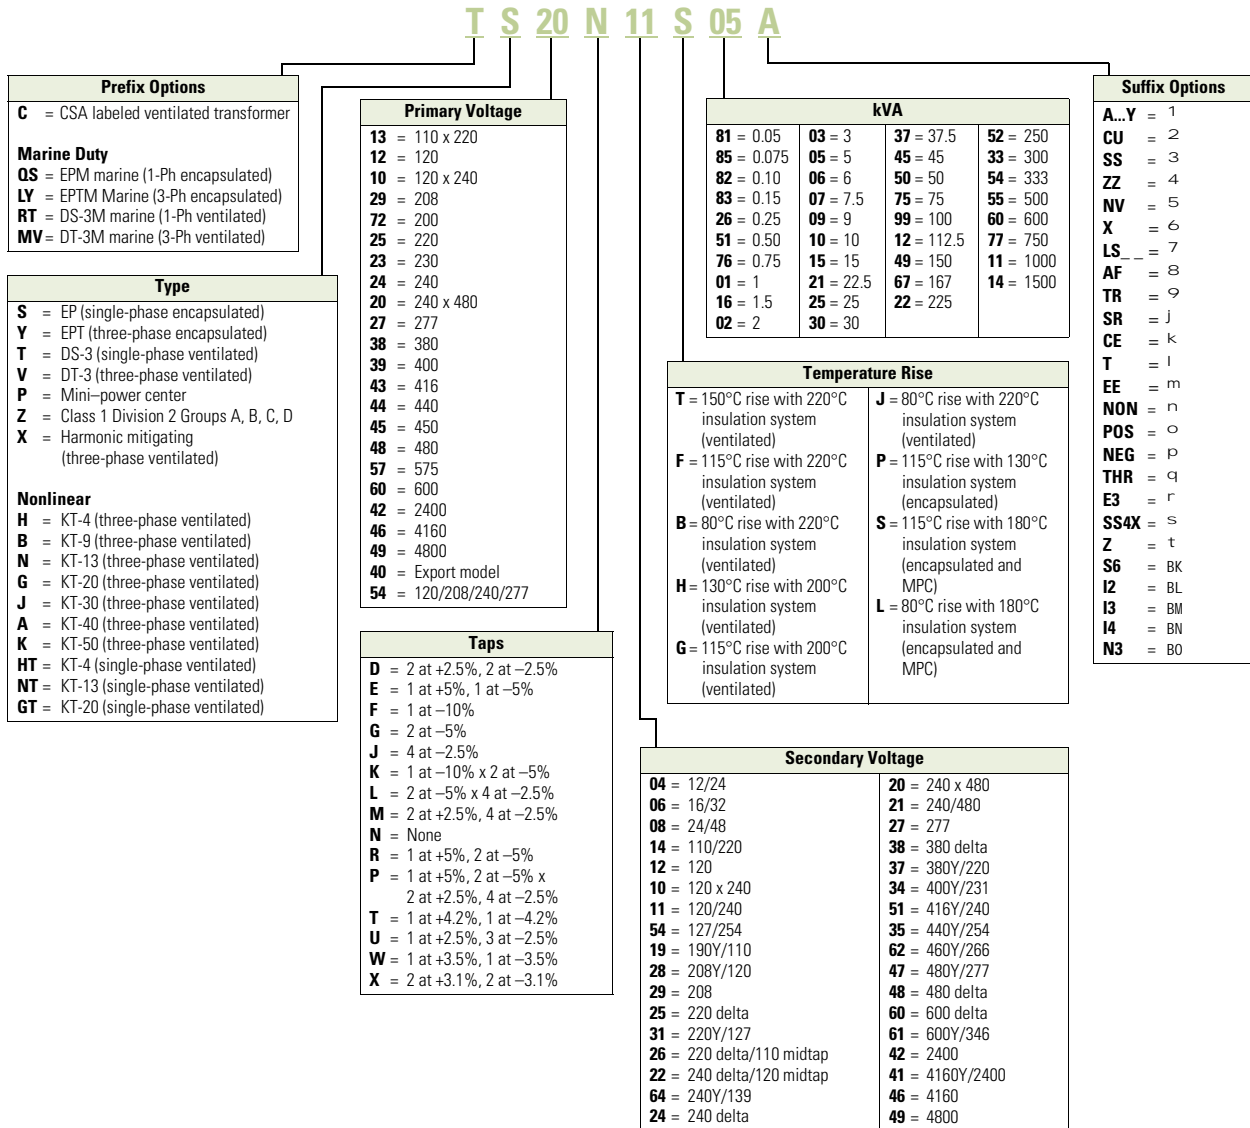 T S 20 N 11 S 05 A
Prefix Options
C = CSA labeled ventilated transformer
Marine Duty
QS = EPM marine (1-Ph encapsulated)
LY = EPTM Marine (3-Ph encapsulated)
RT = DS-3M marine (1-Ph ventilated)
MV = DT-3M marine (3-Ph ventilated)
Type
S = EP (single-phase encapsulated)
Y = EPT (three-phase encapsulated)
T = DS-3 (single-phase ventilated)
V = DT-3 (three-phase ventilated)
P = Mini–power center
Z = Class 1 Division 2 Groups A, B, C, D
X = Harmonic mitigating
(three-phase ventilated)
Nonlinear
H = KT-4 (three-phase ventilated)
B = KT-9 (three-phase ventilated)
N = KT-13 (three-phase ventilated)
G = KT-20 (three-phase ventilated)
J = KT-30 (three-phase ventilated)
A = KT-40 (three-phase ventilated)
K = KT-50 (three-phase ventilated)
HT = KT-4 (single-phase ventilated)
NT = KT-13 (single-phase ventilated)
GT = KT-20 (single-phase ventilated)
Primary Voltage
13 = 110 x 220
12 = 120
10 = 120 x 240
29 = 208
72 = 200
25 = 220
23 = 230
24 = 240
20 = 240 x 480
27 = 277
38 = 380
39 = 400
43 = 416
44 = 440
45 = 450
48 = 480
57 = 575
60 = 600
42 = 2400
46 = 4160
49 = 4800
40 = Export model
54 = 120/208/240/277
Taps
D = 2 at +2.5%, 2 at –2.5%
E = 1 at +5%, 1 at –5%
F = 1 at –10%
G = 2 at –5%
J = 4 at –2.5%
K = 1 at –10% x 2 at –5%
L = 2 at –5% x 4 at –2.5%
M = 2 at +2.5%, 4 at –2.5%
N = None
R = 1 at +5%, 2 at –5%
P = 1 at +5%, 2 at –5% x
2 at +2.5%, 4 at –2.5%
T = 1 at +4.2%, 1 at –4.2%
U = 1 at +2.5%, 3 at –2.5%
W = 1 at +3.5%, 1 at –3.5%
X = 2 at +3.1%, 2 at –3.1%
kVA
81 = 0.05
85 = 0.075
82 = 0.10
83 = 0.15
26 = 0.25
51 = 0.50
76 = 0.75
01 = 1
16 = 1.5
02 = 2
03 = 3
05 = 5
06 = 6
07 = 7.5
09 = 9
10 = 10
15 = 15
21 = 22.5
25 = 25
30 = 30
37 = 37.5
45 = 45
50 = 50
75 = 75
99 = 100
12 = 112.5
49 = 150
67 = 167
22 = 225
52 = 250
33 = 300
54 = 333
55 = 500
60 = 600
77 = 750
11 = 1000
14 = 1500
Temperature Rise
T = 150°C rise with 220°C
insulation system
(ventilated)
F = 115°C rise with 220°C
insulation system
(ventilated)
B = 80°C rise with 220°C
insulation system
(ventilated)
H = 130°C rise with 200°C
insulation system
(ventilated)
G = 115°C rise with 200°C
insulation system
(ventilated)
J = 80°C rise with 220°C
insulation system
(ventilated)
P = 115°C rise with 130°C
insulation system
(encapsulated)
S = 115°C rise with 180°C
insulation system
(encapsulated and
MPC)
L = 80°C rise with 180°C
insulation system
(encapsulated and
MPC)
Secondary Voltage
04 = 12/24
06 = 16/32
08 = 24/48
14 = 110/220
12 = 120
10 = 120 x 240
11 = 120/240
54 = 127/254
19 = 190Y/110
28 = 208Y/120
29 = 208
25 = 220 delta
31 = 220Y/127
26 = 220 delta/110 midtap
22 = 240 delta/120 midtap
64 = 240Y/139
24 = 240 delta
20 = 240 x 480
21 = 240/480
27 = 277
38 = 380 delta
37 = 380Y/220
34 = 400Y/231
51 = 416Y/240
35 = 440Y/254
62 = 460Y/266
47 = 480Y/277
48 = 480 delta
60 = 600 delta
61 = 600Y/346
42 = 2400
41 = 4160Y/2400
46 = 4160
49 = 4800
Suffix Options
A...Y = 1
CU = 2
SS = 3
ZZ = 4
NV = 5
X = 6
LS_ _ = 7
AF = 8
TR = 9
SR = j
CE = k
T = l
EE = m
NON = n
POS = o
NEG = p
THR = q
E3 = r
SS4X = s
Z = t
S6 = BK
I2 = BL
I3 = BM
I4 = BN
N3 = BO